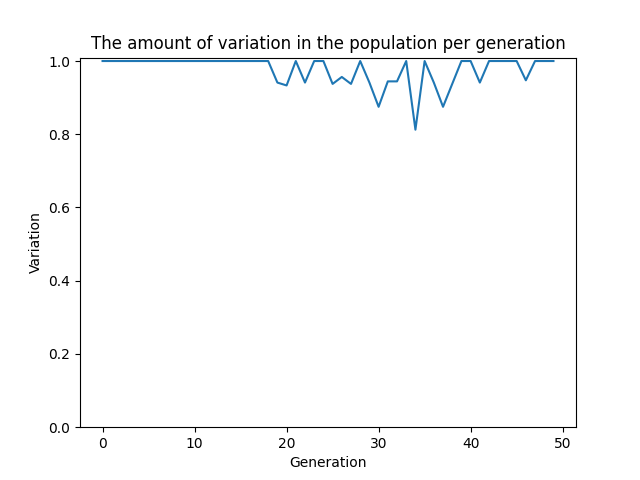 The amount of variation in the population per generation
1.0
0.8
0.6
0.4
0.2
0.0
Variation
0 10 20 30 40 50
Generation